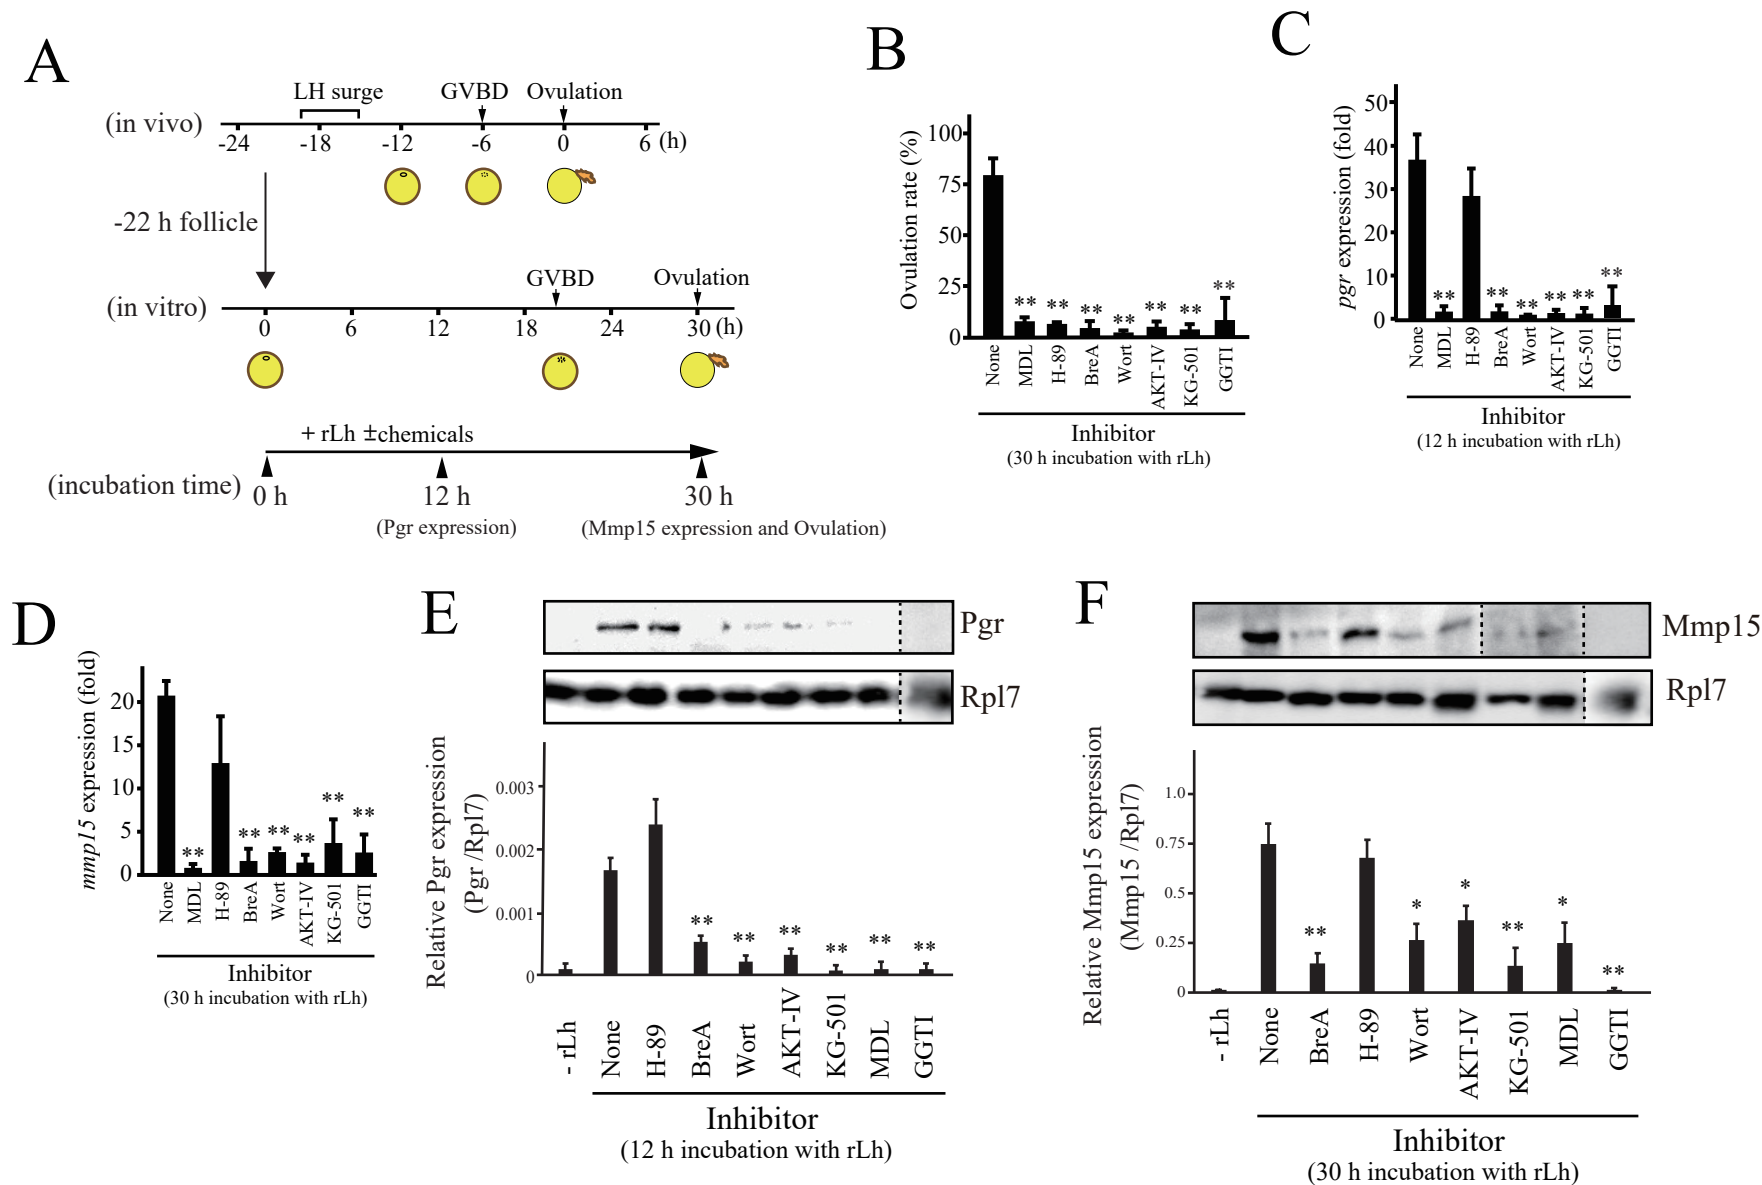 A
LH surge
GVBD
Ovulation
(in vivo)
-24
-18
-12
-6
0
6
(h)
-22 h follicle
GVBD
Ovulation
(in vitro)
0
6
12
18
24
30
(h)
+ rLh ±chemicals
(incubation time)
0 h
12 h
30 h
(Pgr expression)
(Mmp15 expression and Ovulation)
B
Ovulation rate (%)
100
75
50
25
0
**
**
**
**
**
**
**
None
MDL
H-89
BreA
Wort
AKT-IV
KG-501
GGTI
Inhibitor
(30 h incubation with rLh)
C
pgr expression (fold)
50
40
30
20
10
0
**
**
**
**
**
**
None
MDL
H-89
BreA
Wort
AKT-IV
KG-501
GGTI
Inhibitor
(12 h incubation with rLh)
D
mmp15 expression (fold)
20
15
10
5
0
**
**
**
**
**
**
None
MDL
H-89
BreA
Wort
AKT-IV
KG-501
GGTI
Inhibitor
(30 h incubation with rLh)
E
Pgr
Rpl7
Relative Pgr expression
(Pgr /Rpl7)
0.003
0.002
0.001
0
**
**
**
**
**
**
- rLh
None
H-89
BreA
Wort
AKT-IV
KG-501
MDL
GGTI
Inhibitor
(12 h incubation with rLh)
F
Mmp15
Rpl7
Relative Mmp15 expression
(Mmp15 /Rpl7)
1.0
0.75
0.5
0.25
0
**
*
*
**
*
**
- rLh
None
BreA
H-89
Wort
AKT-IV
KG-501
MDL
GGTI
Inhibitor
(30 h incubation with rLh)